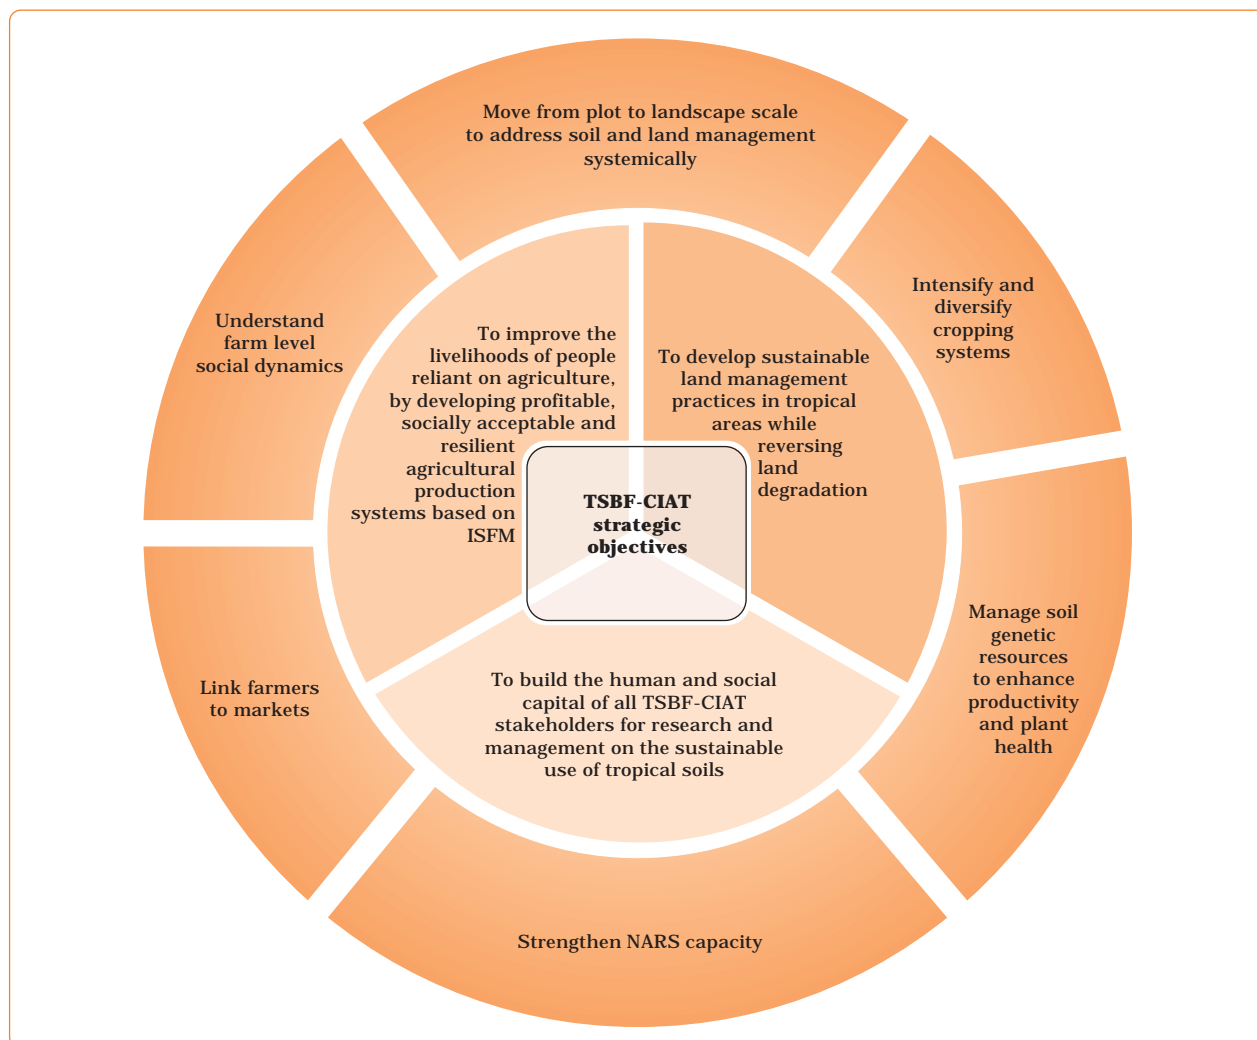 Move from plot to landscape scale
to address soil and land management
systemically
Intensify and
diversify
cropping
systems
Understand
farm level
social dynamics
To improve the
livelihoods of people
reliant on agriculture,
by developing profitable,
socially acceptable and
resilient
agricultural
production
systems based on
ISFM
To develop sustainable
land management
practices in tropical
areas while
reversing
land
degradation
TSBF-CIAT
strategic
objectives
Manage soil
genetic
resources
to enhance
productivity
and plant
health
Link farmers
to markets
To build the human and social
capital of all TSBF-CIAT
stakeholders for research and
management on the sustainable
use of tropical soils
Strengthen NARS capacity